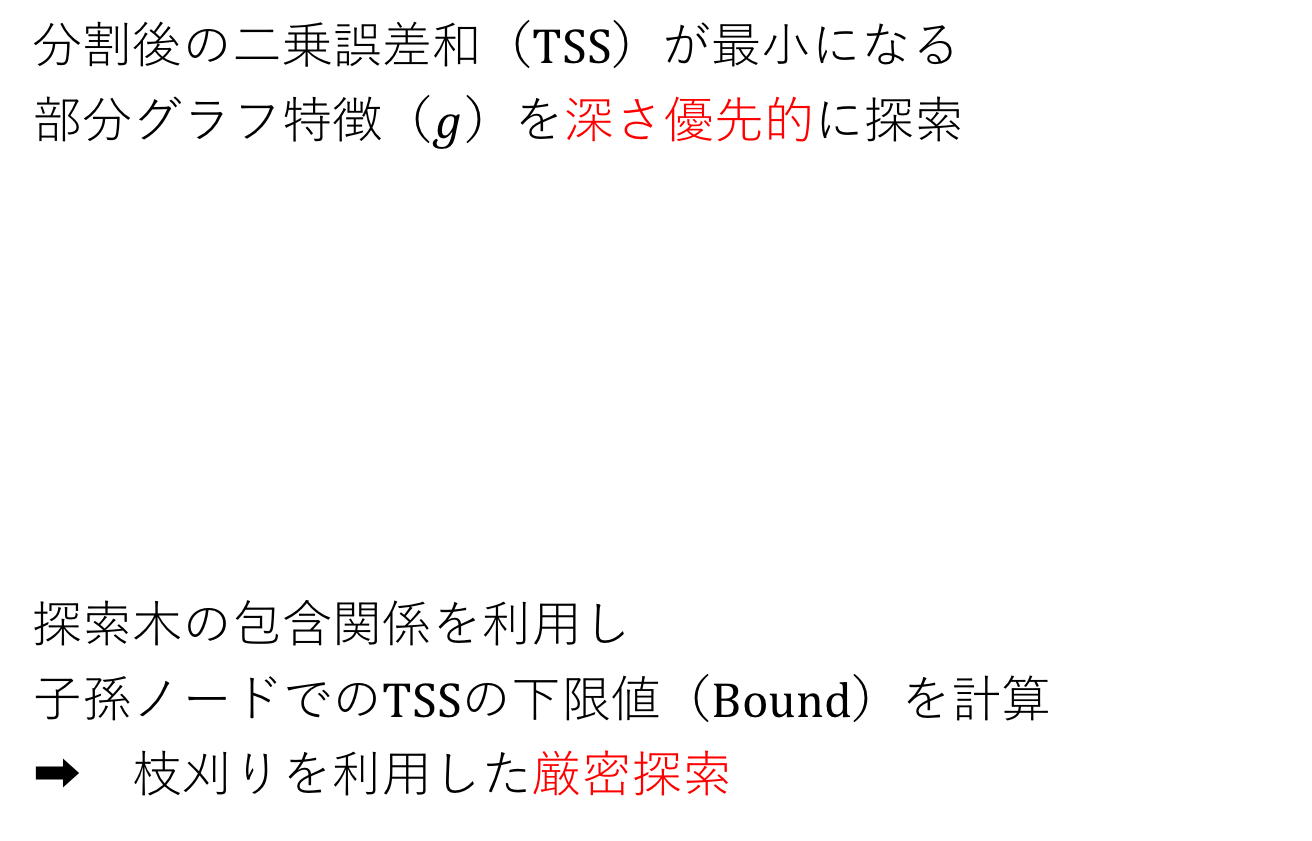 分割後の二乗誤差和（TSS）が最小になる
部分グラフ特徴（g）を深さ優先的に探索
探索木の包含関係を利用し
子孫ノードでのTSSの下限値（Bound）を計算
➡ 枝刈りを利用した厳密探索